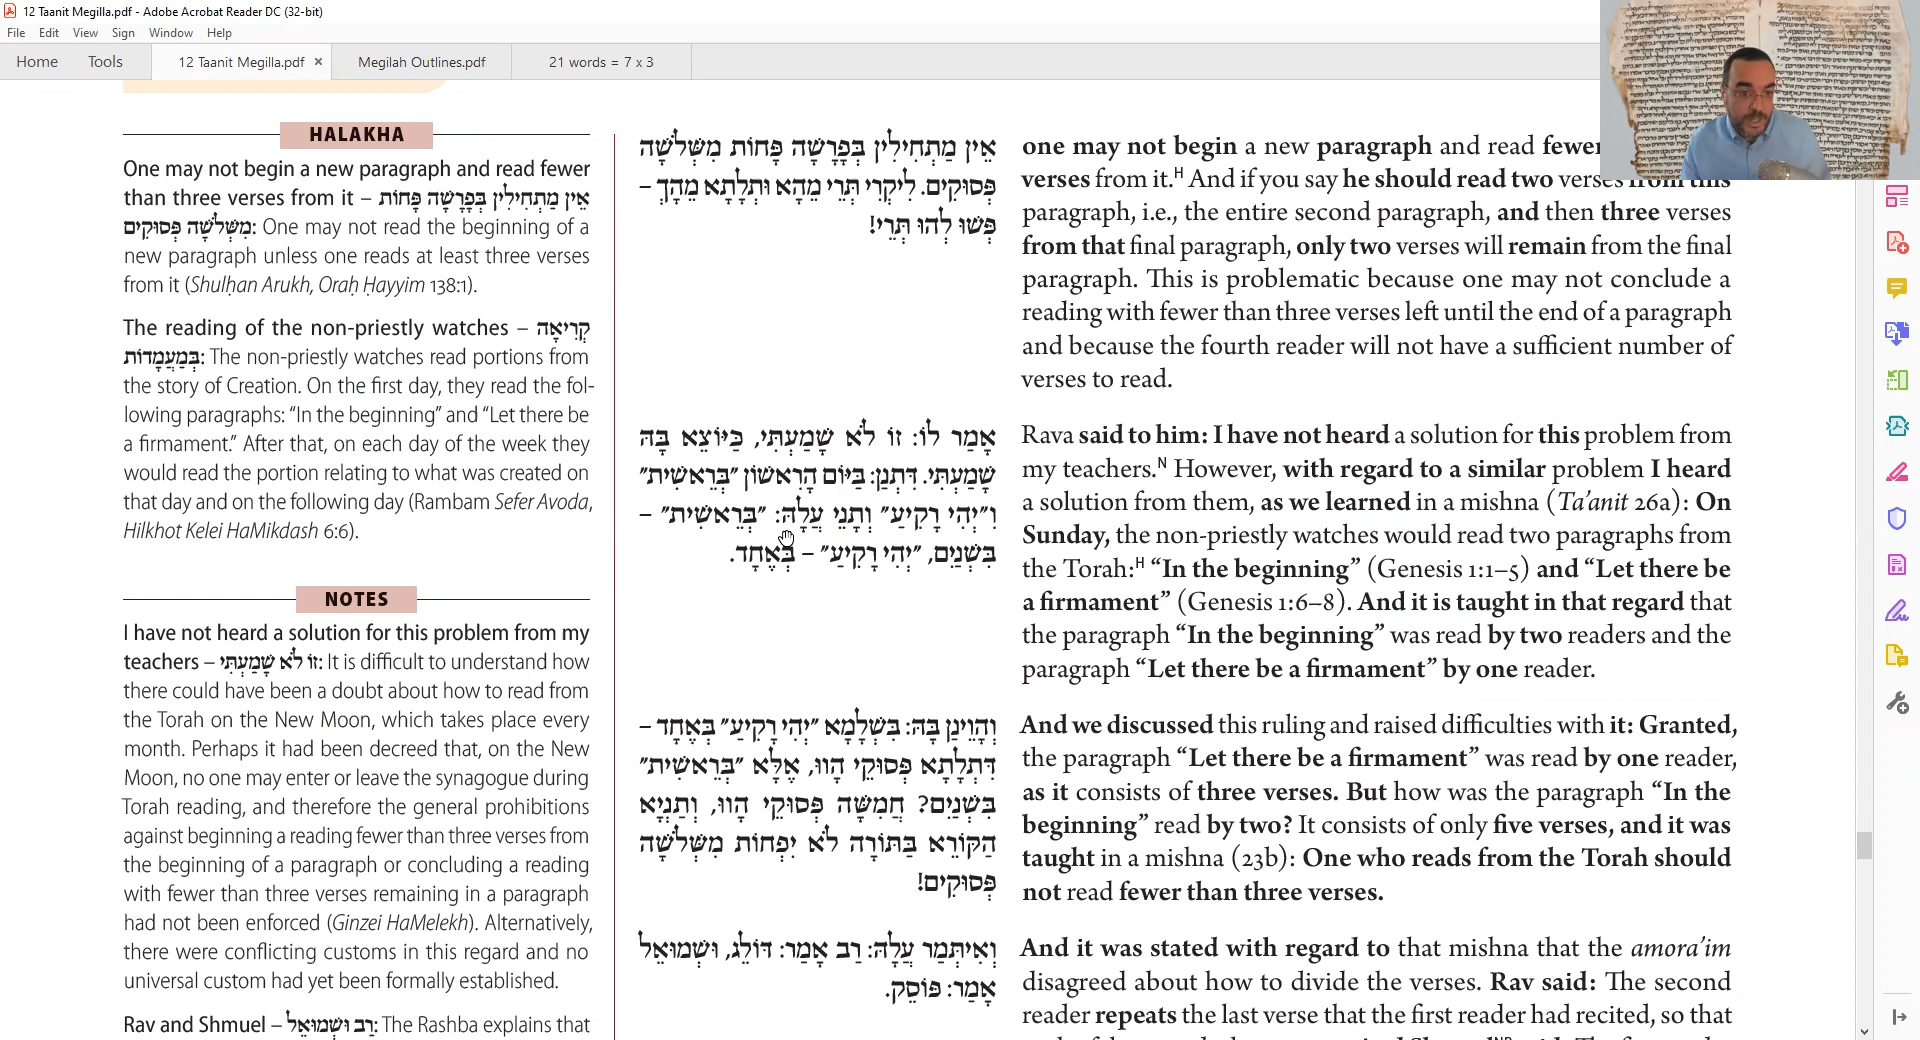 12 Taanit Megilla.pdf - Adobe Acrobat Reader DC (32-bit)
File Edit View Sign Window Help
Home Tools 12 Taanit Megilla.pdf × Megilah Outlines.pdf 21 words = 7 x 3
HALAKHA
One may not begin a new paragraph and read fewer
than three verses from it – אֵין מַתְחִילִין בְּפָרָשָׁה פָּחוֹת
מִשְּׁלֹשָׁה פְּסוּקִים: One may not read the beginning of a
new paragraph unless one reads at least three verses
from it (Shulḥan Arukh, Oraḥ Ḥayyim 138:1).
The reading of the non-priestly watches – קְרִיאָה
בְּמַעֲמָדוֹת: The non-priestly watches read portions from
the story of Creation. On the first day, they read the fol-
lowing paragraphs: “In the beginning” and “Let there be
a firmament.” After that, on each day of the week they
would read the portion relating to what was created on
that day and on the following day (Rambam Sefer Avoda,
Hilkhot Kelei HaMikdash 6:6).
NOTES
I have not heard a solution for this problem from my
teachers – זוֹ לֹא שָׁמַעְתִּי: It is difficult to understand how
there could have been a doubt about how to read from
the Torah on the New Moon, which takes place every
month. Perhaps it had been decreed that, on the New
Moon, no one may enter or leave the synagogue during
Torah reading, and therefore the general prohibitions
against beginning a reading fewer than three verses from
the beginning of a paragraph or concluding a reading
with fewer than three verses remaining in a paragraph
had not been enforced (Ginzei HaMelekh). Alternatively,
there were conflicting customs in this regard and no
universal custom had yet been formally established.
Rav and Shmuel – רַב וּשְׁמוּאֵל: The Rashba explains that
אֵין מַתְחִילִין בְּפָרָשָׁה פָּחוֹת מִשְּׁלֹשָׁה
פְּסוּקִים. לִיקְרֵי תְּרֵי מֵהָא וּתְלָתָא מֵהָךְ –
פָּשׁוּ לְהוּ תְּרֵי!
אָמַר לוֹ: זוֹ לֹא שָׁמַעְתִּי, כַּיּוֹצֵא בָּהּ
שָׁמַעְתִּי. דִּתְנַן: בַּיּוֹם הָרִאשׁוֹן ״בְּרֵאשִׁית״
וִ״יְהִי רָקִיעַ״ וְתָנֵי עֲלָהּ: ״בְּרֵאשִׁית״ –
בִּשְׁנַיִם, ״יְהִי רָקִיעַ״ – בְּאֶחָד.
וְהָוֵינַן בָּהּ: בִּשְׁלָמָא ״יְהִי רָקִיעַ״ בְּאֶחָד –
דִּתְלָתָא פְּסוּקֵי הָווּ, אֶלָּא ״בְּרֵאשִׁית״
בִּשְׁנַיִם? חֲמִשָּׁה פְּסוּקֵי הָווּ, וְתַנְיָא
הַקּוֹרֵא בַּתּוֹרָה לֹא יִפְחוֹת מִשְּׁלֹשָׁה
פְּסוּקִים!
וְאִיתְּמַר עֲלָהּ: רַב אָמַר: דּוֹלֵג, וּשְׁמוּאֵל
אָמַר: פּוֹסֵק.
one may not begin a new paragraph and read fewer
verses from it.H And if you say he should read two verses from this
paragraph, i.e., the entire second paragraph, and then three verses
from that final paragraph, only two verses will remain from the final
paragraph. This is problematic because one may not conclude a
reading with fewer than three verses left until the end of a paragraph
and because the fourth reader will not have a sufficient number of
verses to read.
Rava said to him: I have not heard a solution for this problem from
my teachers.N However, with regard to a similar problem I heard
a solution from them, as we learned in a mishna (Ta’anit 26a): On
Sunday, the non-priestly watches would read two paragraphs from
the Torah:H “In the beginning” (Genesis 1:1–5) and “Let there be
a firmament” (Genesis 1:6–8). And it is taught in that regard that
the paragraph “In the beginning” was read by two readers and the
paragraph “Let there be a firmament” by one reader.
And we discussed this ruling and raised difficulties with it: Granted,
the paragraph “Let there be a firmament” was read by one reader,
as it consists of three verses. But how was the paragraph “In the
beginning” read by two? It consists of only five verses, and it was
taught in a mishna (23b): One who reads from the Torah should
not read fewer than three verses.
And it was stated with regard to that mishna that the amora’im
disagreed about how to divide the verses. Rav said: The second
reader repeats the last verse that the first reader had recited, so that